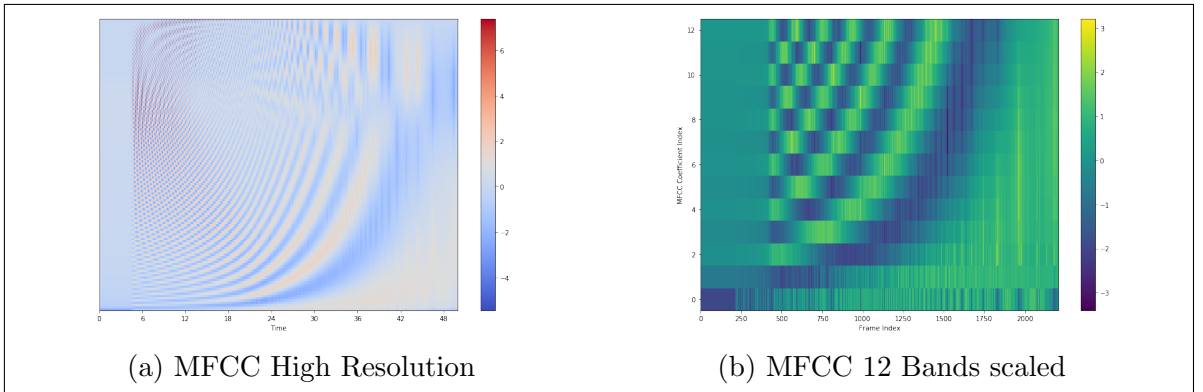 6
4
2
0
−2
−4
0 6 12 18 24 30 36 42 48
Time
(a) MFCC High Resolution
12
10
8
6
4
2
0
MFCC Coefficient Index
0 250 500 750 1000 1250 1500 1750 2000
Frame Index
3
2
1
0
−1
−2
−3
(b) MFCC 12 Bands scaled